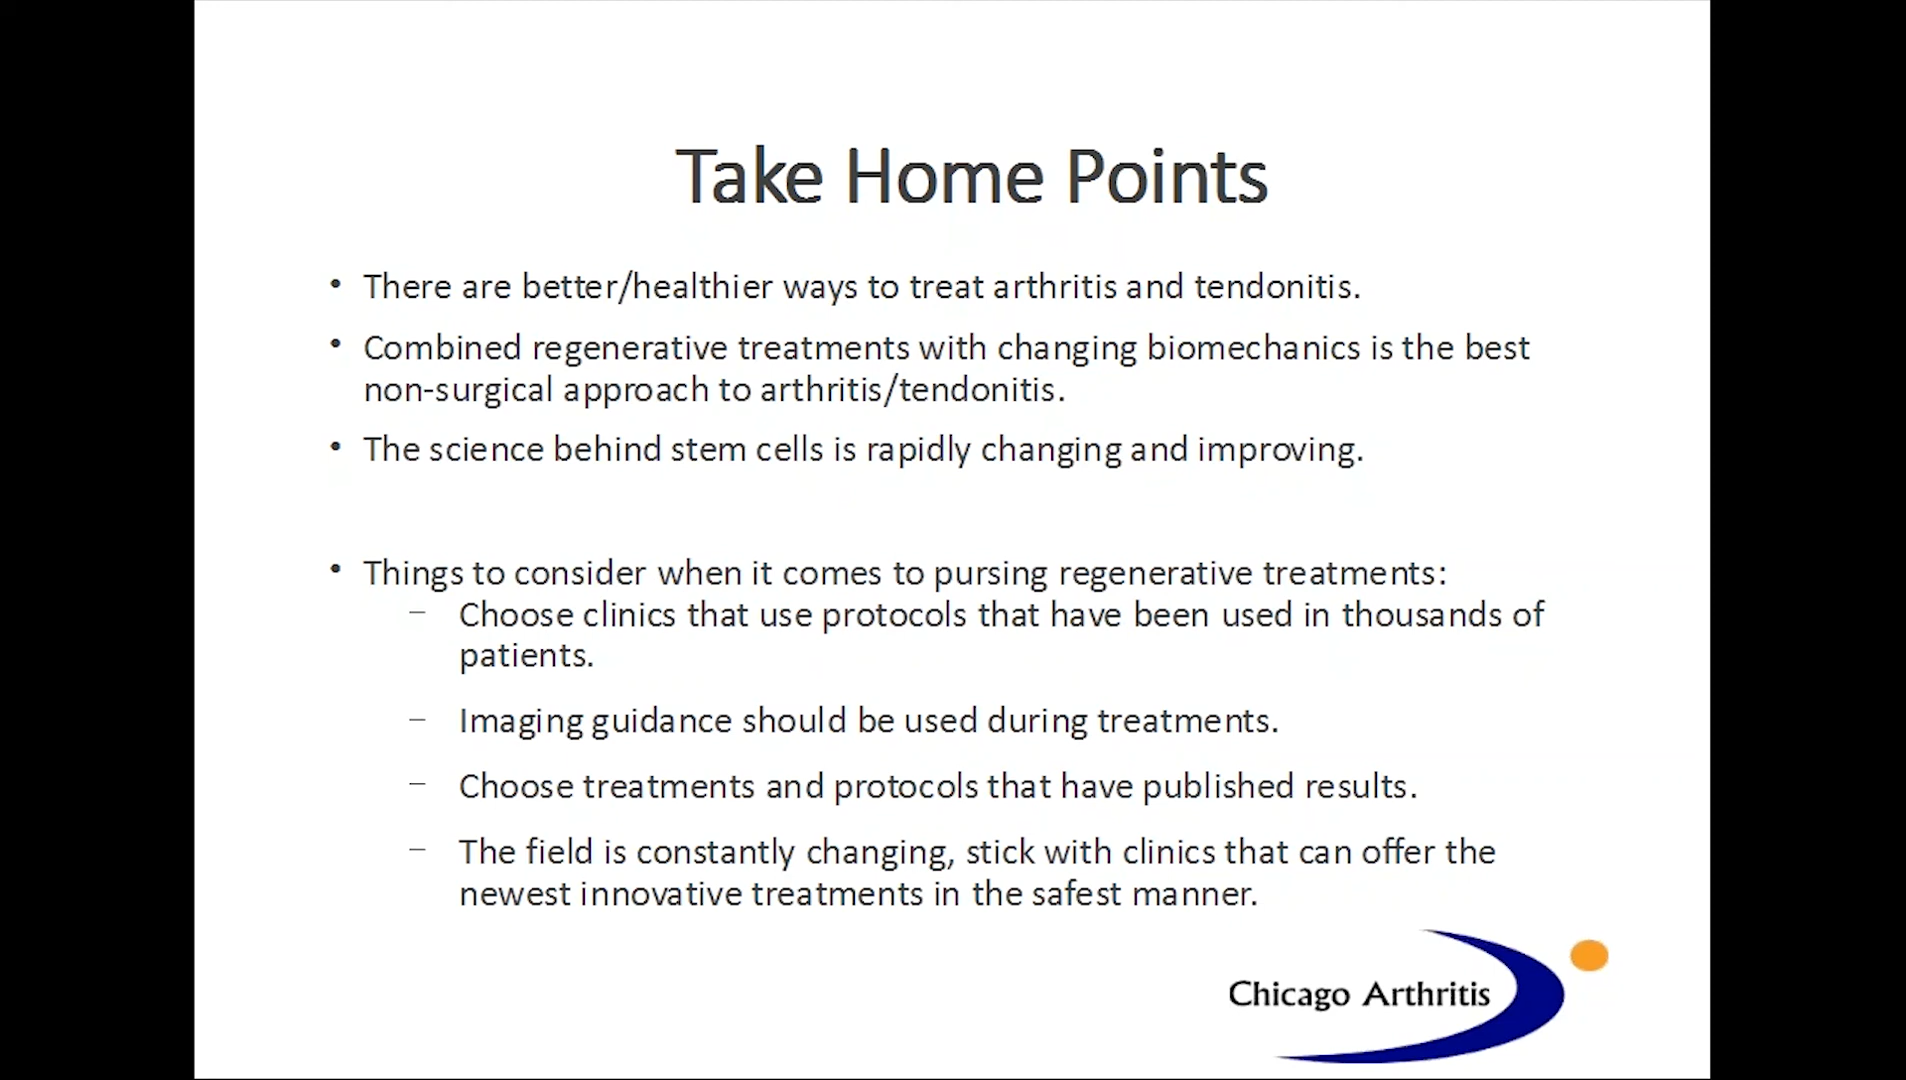 Take Home Points
• There are better/healthier ways to treat arthritis and tendonitis.
• Combined regenerative treatments with changing biomechanics is the best
non-surgical approach to arthritis/tendonitis.
• The science behind stem cells is rapidly changing and improving.
• Things to consider when it comes to pursing regenerative treatments:
– Choose clinics that use protocols that have been used in thousands of
patients.
– Imaging guidance should be used during treatments.
– Choose treatments and protocols that have published results.
– The field is constantly changing, stick with clinics that can offer the
newest innovative treatments in the safest manner.
Chicago Arthritis